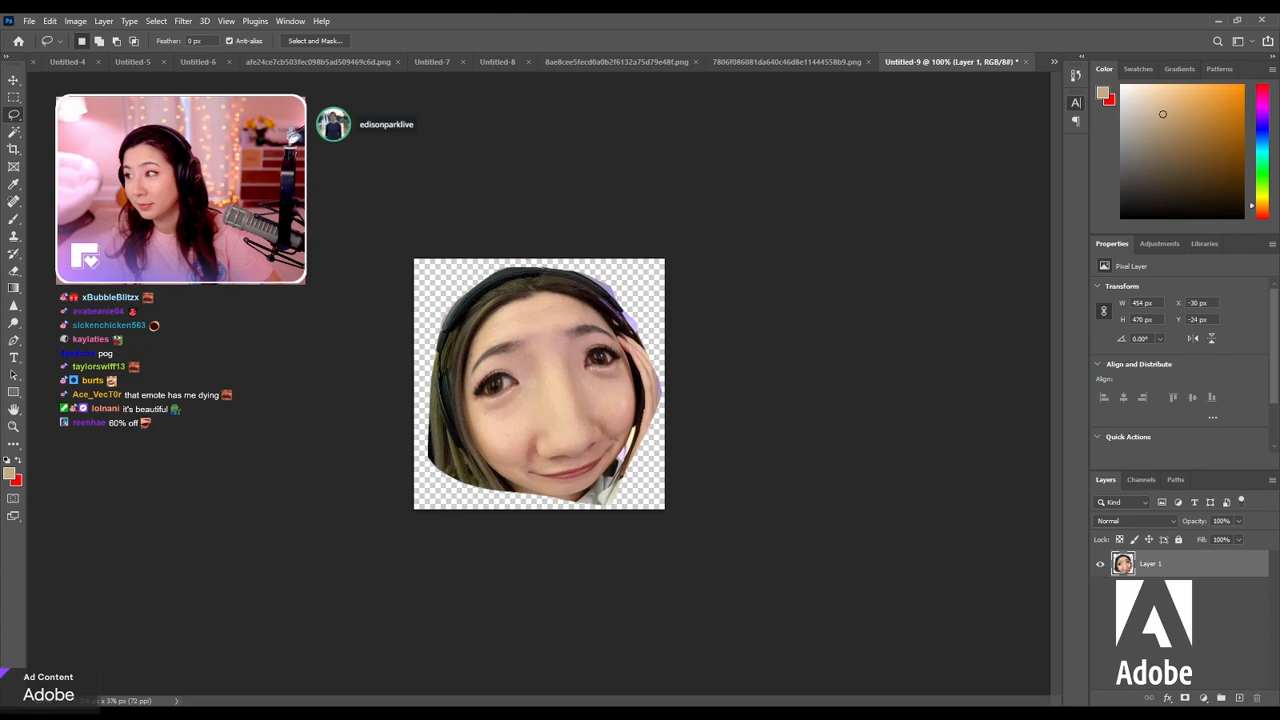 Ps File Edit Image Layer Type Select Filter 3D View Plugins Window Help
Feather: 0 px Anti-alias Select and Mask...
Untitled-4 × Untitled-5 × Untitled-6 × afe24ce7cb503fec098b5ad509469c6d.png × Untitled-7 × Untitled-8 × 8ae8cee5fecd0a0b2f6132a75d79e48f.png × 7806f086081da640c46d8e11444558b9.png × Untitled-9 @ 100% (Layer 1, RGB/8#) * ×
Color Swatches Gradients Patterns
edisonparklive
Properties Adjustments Libraries
Pixel Layer
Transform
W 454 px X -30 px
H 470 px Y -24 px
0.00°
Align and Distribute
Align:
Quick Actions
Layers Channels Paths
Kind
Normal Opacity: 100%
Lock: Fill: 100%
Layer 1
Adobe
xBubbleBlitzx
avabeanie04
sickenchicken563
kaylaties
pog
taylorswiff13
burts
Ace_VecT0r that emote has me dying
lolnani it's beautiful
reenhae 60% off
Ad Content
Adobe
x 376 px (72 ppi)